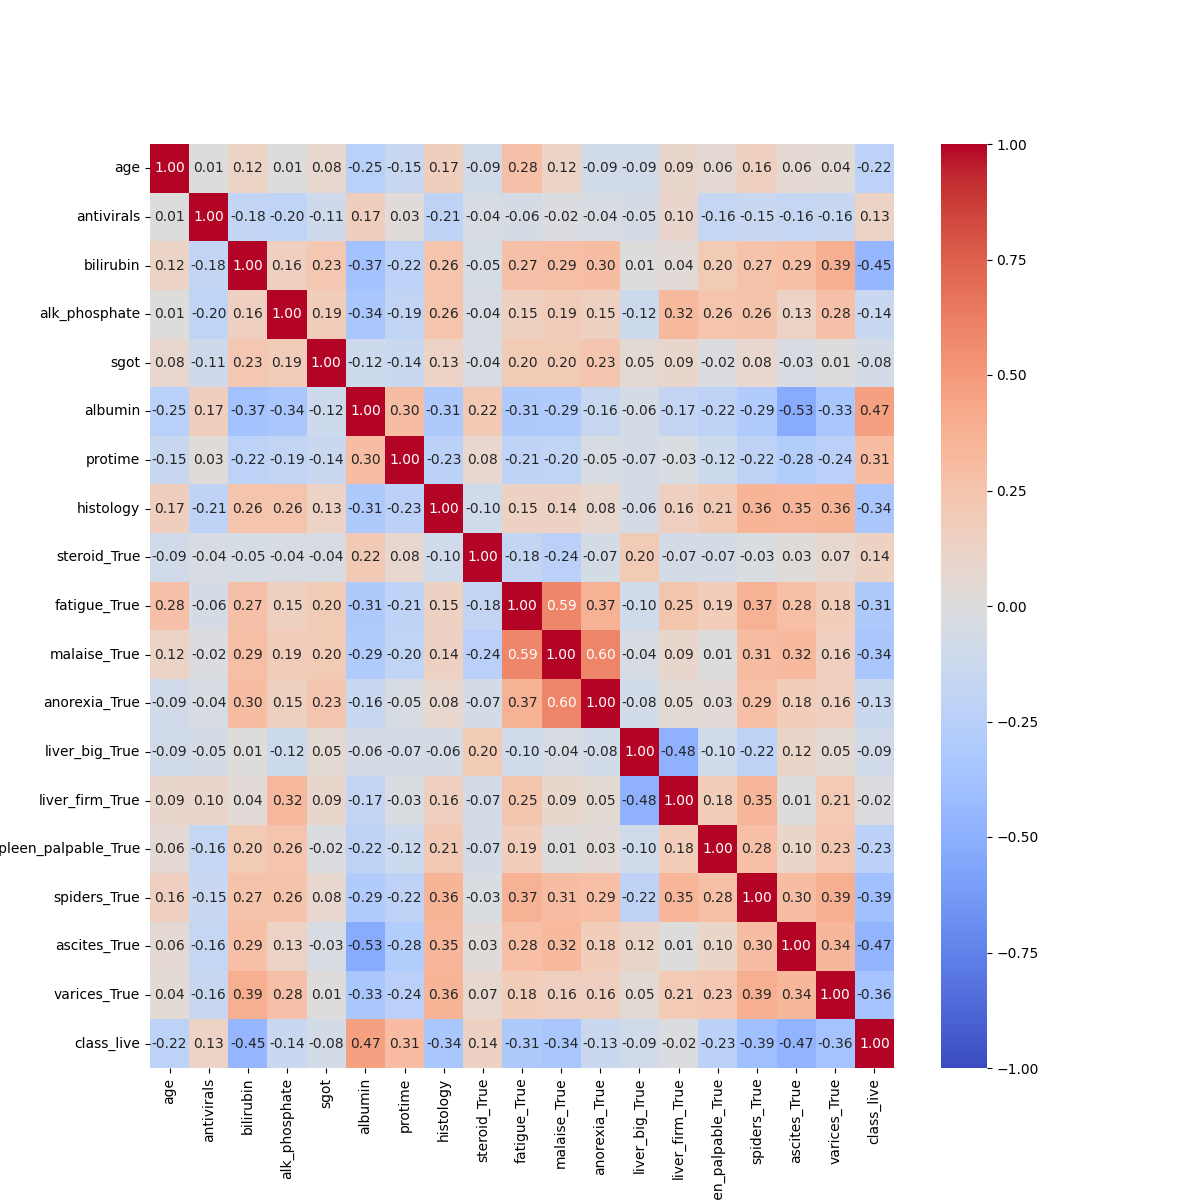 age 1.00 0.01 0.12 0.01 0.08 -0.25 -0.15 0.17 -0.09 0.28 0.12 -0.09 -0.09 0.09 0.06 0.16 0.06 0.04 -0.22
antivirals 0.01 1.00 -0.18 -0.20 -0.11 0.17 0.03 -0.21 -0.04 -0.06 -0.02 -0.04 -0.05 0.10 -0.16 -0.15 -0.16 -0.16 0.13
bilirubin 0.12 -0.18 1.00 0.16 0.23 -0.37 -0.22 0.26 -0.05 0.27 0.29 0.30 0.01 0.04 0.20 0.27 0.29 0.39 -0.45
alk_phosphate 0.01 -0.20 0.16 1.00 0.19 -0.34 -0.19 0.26 -0.04 0.15 0.19 0.15 -0.12 0.32 0.26 0.26 0.13 0.28 -0.14
sgot 0.08 -0.11 0.23 0.19 1.00 -0.12 -0.14 0.13 -0.04 0.20 0.20 0.23 0.05 0.09 -0.02 0.08 -0.03 0.01 -0.08
albumin -0.25 0.17 -0.37 -0.34 -0.12 1.00 0.30 -0.31 0.22 -0.31 -0.29 -0.16 -0.06 -0.17 -0.22 -0.29 -0.53 -0.33 0.47
protime -0.15 0.03 -0.22 -0.19 -0.14 0.30 1.00 -0.23 0.08 -0.21 -0.20 -0.05 -0.07 -0.03 -0.12 -0.22 -0.28 -0.24 0.31
histology 0.17 -0.21 0.26 0.26 0.13 -0.31 -0.23 1.00 -0.10 0.15 0.14 0.08 -0.06 0.16 0.21 0.36 0.35 0.36 -0.34
steroid_True -0.09 -0.04 -0.05 -0.04 -0.04 0.22 0.08 -0.10 1.00 -0.18 -0.24 -0.07 0.20 -0.07 -0.07 -0.03 0.03 0.07 0.14
fatigue_True 0.28 -0.06 0.27 0.15 0.20 -0.31 -0.21 0.15 -0.18 1.00 0.59 0.37 -0.10 0.25 0.19 0.37 0.28 0.18 -0.31
malaise_True 0.12 -0.02 0.29 0.19 0.20 -0.29 -0.20 0.14 -0.24 0.59 1.00 0.60 -0.04 0.09 0.01 0.31 0.32 0.16 -0.34
anorexia_True -0.09 -0.04 0.30 0.15 0.23 -0.16 -0.05 0.08 -0.07 0.37 0.60 1.00 -0.08 0.05 0.03 0.29 0.18 0.16 -0.13
liver_big_True -0.09 -0.05 0.01 -0.12 0.05 -0.06 -0.07 -0.06 0.20 -0.10 -0.04 -0.08 1.00 -0.48 -0.10 -0.22 0.12 0.05 -0.09
liver_firm_True 0.09 0.10 0.04 0.32 0.09 -0.17 -0.03 0.16 -0.07 0.25 0.09 0.05 -0.48 1.00 0.18 0.35 0.01 0.21 -0.02
pleen_palpable_True 0.06 -0.16 0.20 0.26 -0.02 -0.22 -0.12 0.21 -0.07 0.19 0.01 0.03 -0.10 0.18 1.00 0.28 0.10 0.23 -0.23
spiders_True 0.16 -0.15 0.27 0.26 0.08 -0.29 -0.22 0.36 -0.03 0.37 0.31 0.29 -0.22 0.35 0.28 1.00 0.30 0.39 -0.39
ascites_True 0.06 -0.16 0.29 0.13 -0.03 -0.53 -0.28 0.35 0.03 0.28 0.32 0.18 0.12 0.01 0.10 0.30 1.00 0.34 -0.47
varices_True 0.04 -0.16 0.39 0.28 0.01 -0.33 -0.24 0.36 0.07 0.18 0.16 0.16 0.05 0.21 0.23 0.39 0.34 1.00 -0.36
class_live -0.22 0.13 -0.45 -0.14 -0.08 0.47 0.31 -0.34 0.14 -0.31 -0.34 -0.13 -0.09 -0.02 -0.23 -0.39 -0.47 -0.36 1.00
age
antivirals
bilirubin
alk_phosphate
sgot
albumin
protime
histology
steroid_True
fatigue_True
malaise_True
anorexia_True
liver_big_True
liver_firm_True
en_palpable_True
spiders_True
ascites_True
varices_True
class_live
1.00
0.75
0.50
0.25
0.00
−0.25
−0.50
−0.75
−1.00